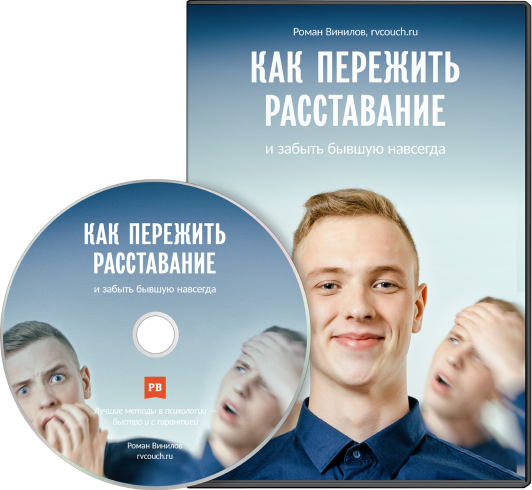 Роман Винилов, rvcouch.ru
КАК ПЕРЕЖИТЬ
РАССТАВАНИЕ
и забыть бывшую навсегда
КАК ПЕРЕЖИТЬ
РАССТАВАНИЕ
и забыть бывшую навсегда
РВ
Лучшие методы в психологии —
быстро и с гарантией
Роман Винилов
rvcouch.ru